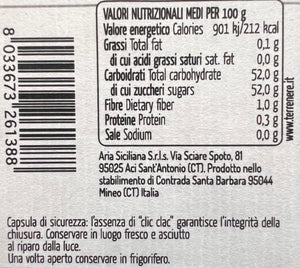 VALORI NUTRIZIONALI MEDI PER 100 g
Valore energetico Calories 901 kj/212 kcal
Grassi Total fat 0,1 g
di cui acidi grassi saturi sat. fat 0,0 g
Carboidrati Total carbohydrate 52,0 g
di cui zuccheri sugars 52,0 g
Fibre Dietary fiber 1,0 g
Proteine Protein 0,3 g
Sale Sodium 0,0 g
www.terrenere.it
8 033673 261388
Aria Siciliana S.r.l.s. Via Sciare Spoto, 81
95025 Aci Sant'Antonio (CT). Prodotto nello
stabilimento di Contrada Santa Barbara 95044
Mineo (CT) Italia
Capsula di sicurezza: l'assenza di "clic clac" garantisce l'integrità della
chiusura. Conservare in luogo fresco e asciutto
al riparo dalla luce.
Una volta aperto conservare in frigorifero.